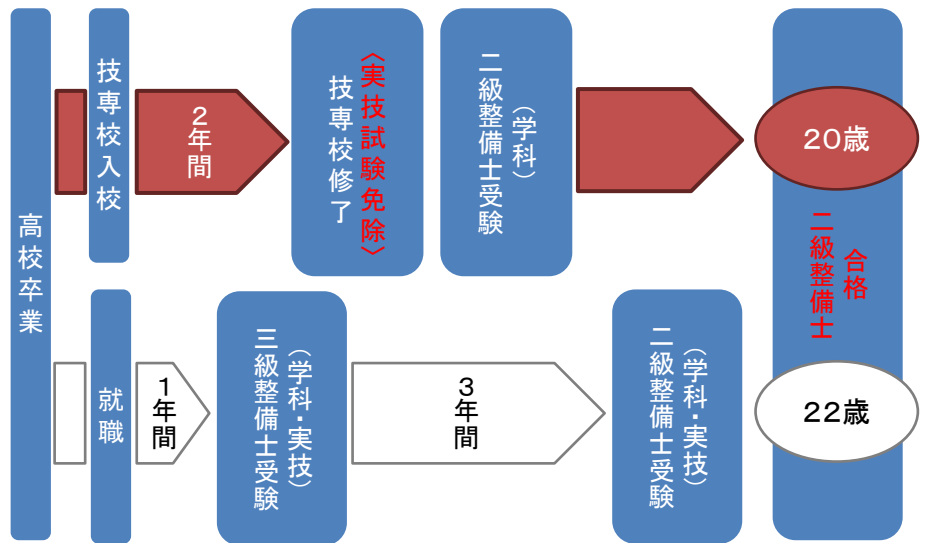 高校卒業
技専校入校
２年間
技専校修了
〈実技試験免除〉
二級整備士受験
（学科）
20歳
就職
１年間
三級整備士受験
（学科・実技）
３年間
二級整備士受験
（学科・実技）
22歳
二級整備士
合格